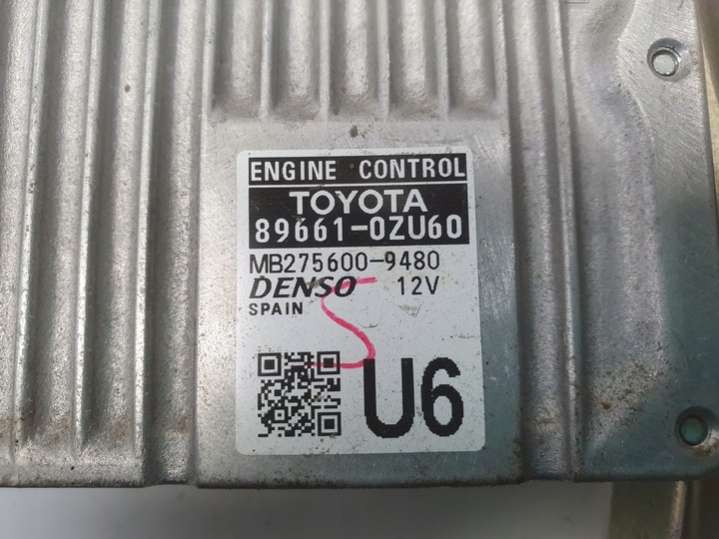 ENGINE CONTROL
TOYOTA
89661-0ZU60
MB275600-9480
DENSO 12V
SPAIN
S
U6